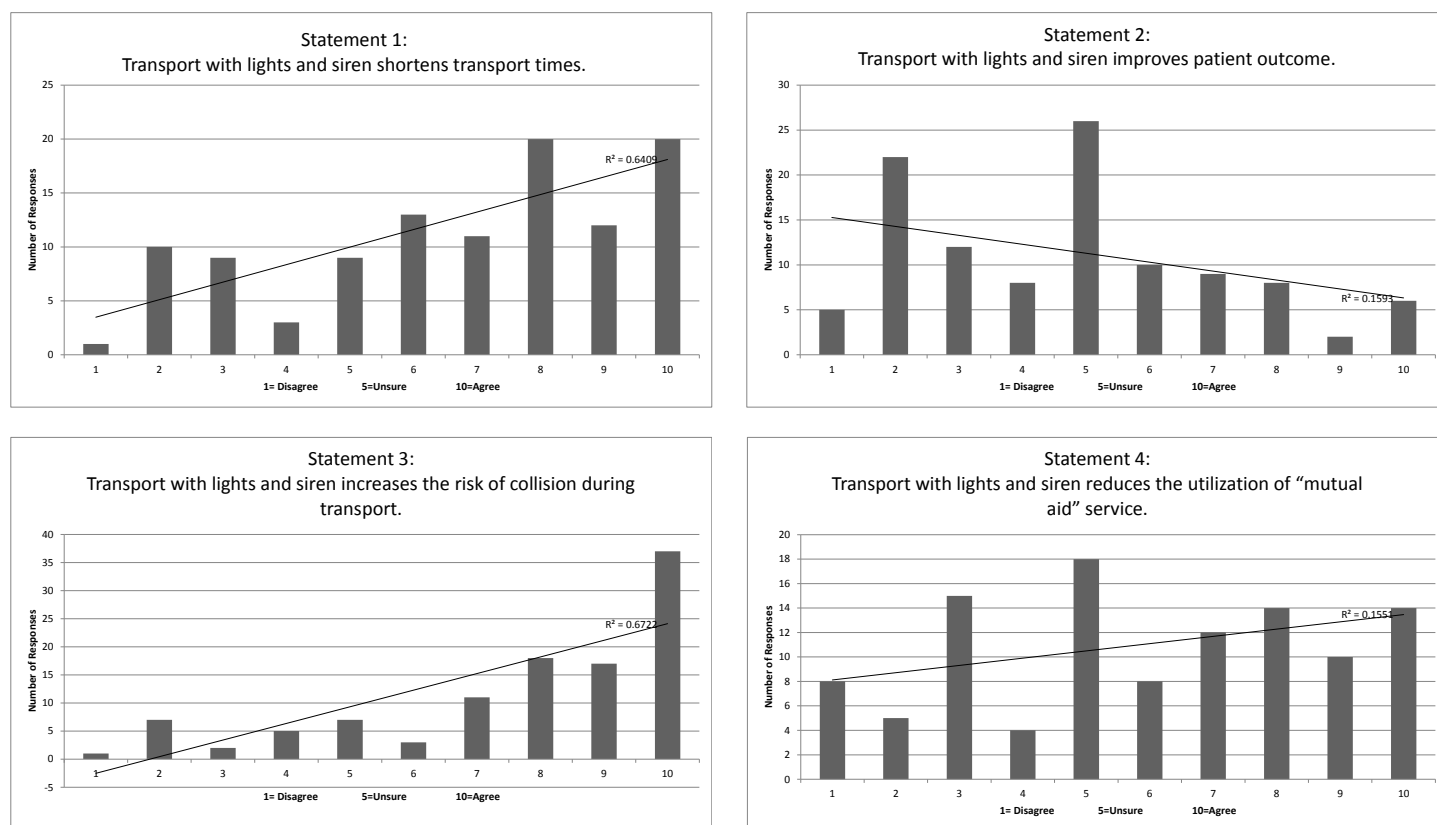 Statement 1:
Transport with lights and siren shortens transport times.
25
20
15
10
5
0
Number of Responses
R² = 0.6409
1 2 3 4 5 6 7 8 9 10
1= Disagree 5=Unsure 10=Agree
Statement 2:
Transport with lights and siren improves patient outcome.
30
25
20
15
10
5
0
Number of Responses
R² = 0.1593
1 2 3 4 5 6 7 8 9 10
1= Disagree 5=Unsure 10=Agree
Statement 3:
Transport with lights and siren increases the risk of collision during
transport.
40
35
30
25
20
15
10
5
0
-5
Number of Responses
R² = 0.6722
1 2 3 4 5 6 7 8 9 10
1= Disagree 5=Unsure 10=Agree
Statement 4:
Transport with lights and siren reduces the utilization of “mutual
aid” service.
20
18
16
14
12
10
8
6
4
2
0
Number of Responses
R² = 0.1551
1 2 3 4 5 6 7 8 9 10
1= Disagree 5=Unsure 10=Agree